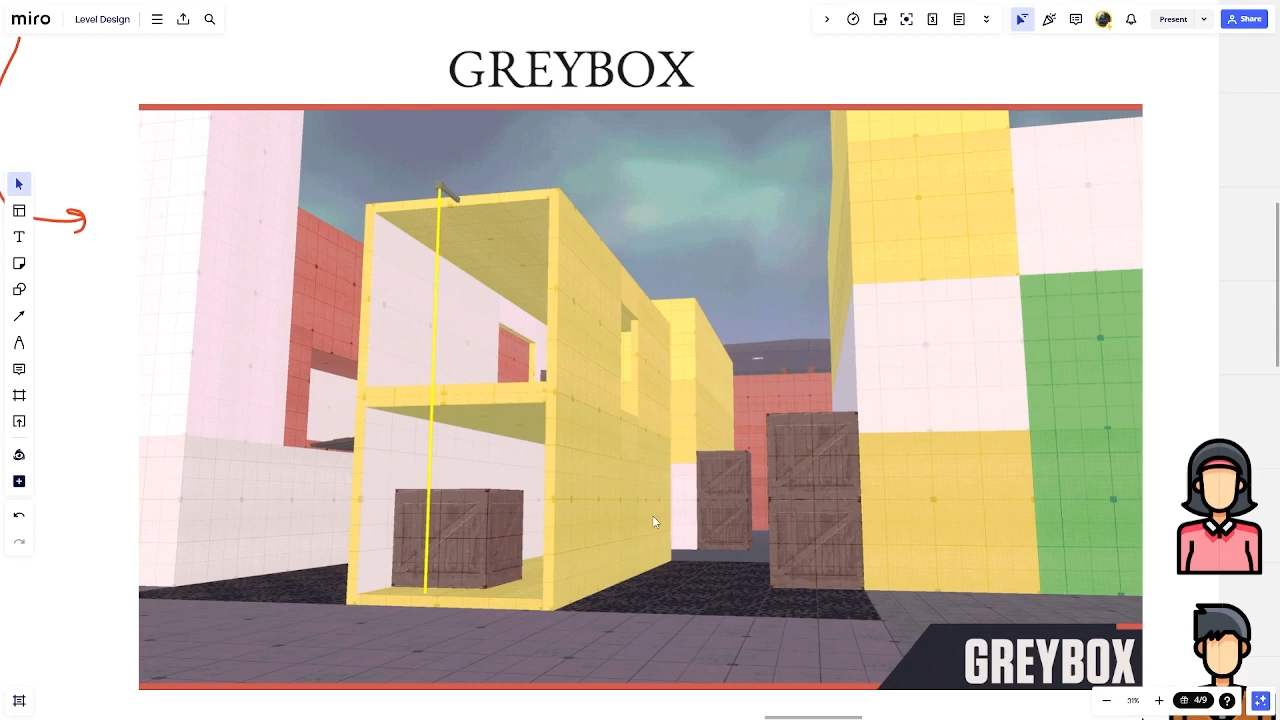 miro
Level Design
Present
Share
GREYBOX
GREYBOX
31%
4/9
?